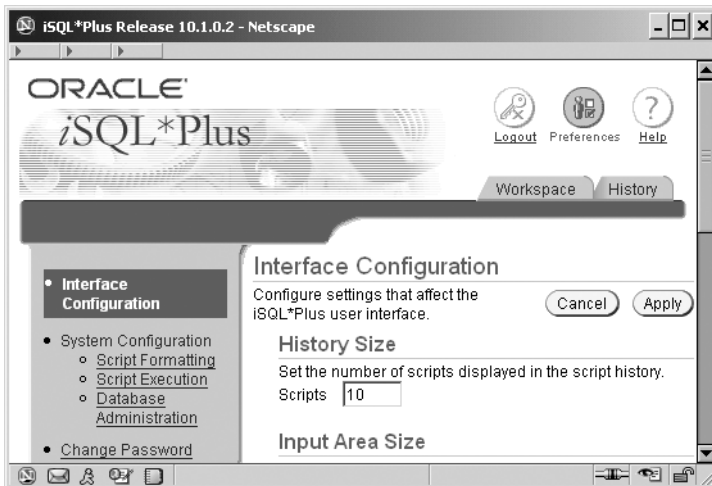 iSQL*Plus Release 10.1.0.2 - Netscape
ORACLE
iSQL*Plus
Logout Preferences Help
Workspace History
Interface
Configuration
System Configuration
Script Formatting
Script Execution
Database
Administration
Change Password
Interface Configuration
Configure settings that affect the
iSQL*Plus user interface.
Cancel Apply
History Size
Set the number of scripts displayed in the script history.
Scripts 10
Input Area Size